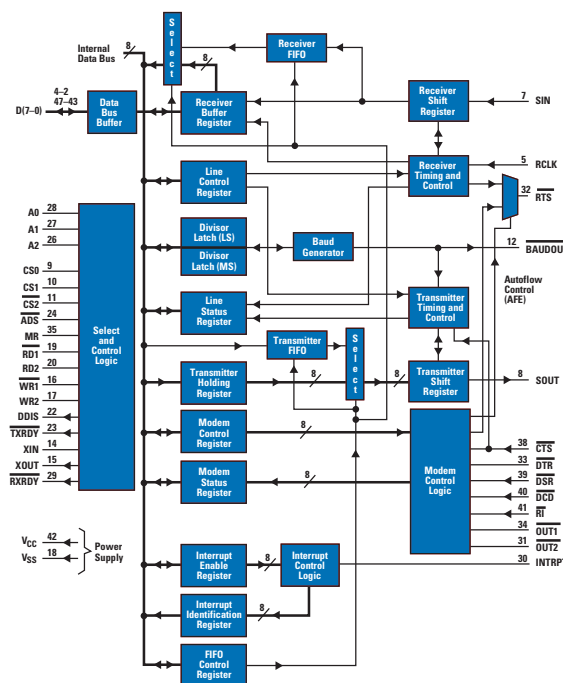 Internal
Data Bus
8
Select
8
Receiver
FIFO
4–2
47–43
D(7–0)
Data
Bus
Buffer
Receiver
Buffer
Register
Receiver
Shift
Register
7
SIN
Receiver
Timing and
Control
5
RCLK
32
RTS
Line
Control
Register
A0
28
A1
27
A2
26
CS0
9
CS1
10
CS2
11
ADS
24
MR
35
RD1
19
RD2
20
WR1
16
WR2
17
DDIS
22
TXRDY
23
XIN
14
XOUT
15
RXRDY
29
Select
and
Control
Logic
Divisor
Latch (LS)
Divisor
Latch (MS)
Baud
Generator
12
BAUDOU
Autoflow
Control
(AFE)
Line
Status
Register
Transmitter
Timing and
Control
Transmitter
FIFO
Select
Transmitter
Holding
Register
8
8
Transmitter
Shift
Register
8
SOUT
Modem
Control
Register
8
Modem
Status
Register
8
Modem
Control
Logic
38
CTS
33
DTR
39
DSR
40
DCD
41
RI
34
OUT1
31
OUT2
30
INTRPT
VCC
42
VSS
18
Power
Supply
Interrupt
Enable
Register
8
Interrupt
Control
Logic
Interrupt
Identification
Register
8
FIFO
Control
Register